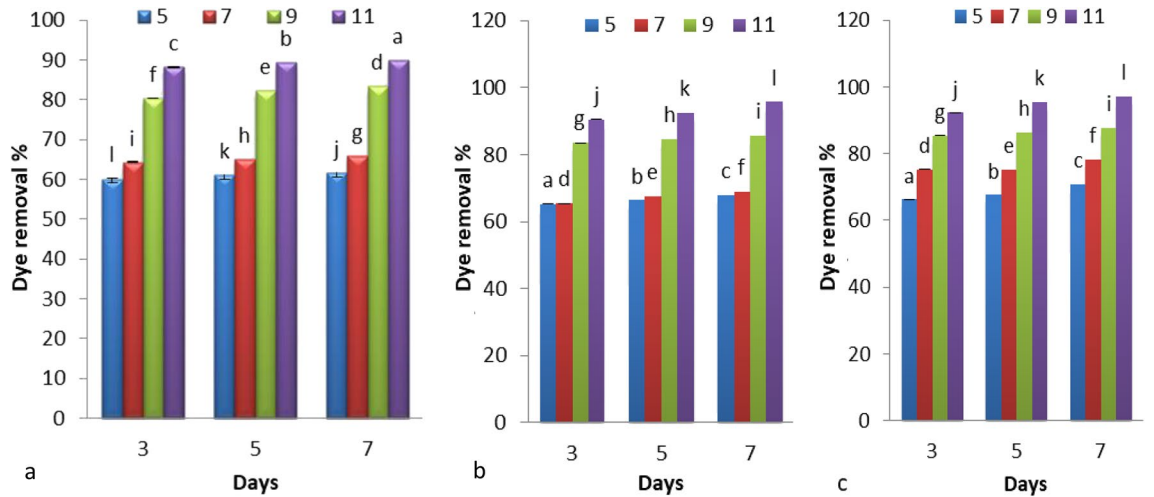 5 7 9 11
100
90
80
70
60
50
40
30
20
10
0
Dye removal %
l i f c
k h e b
j g d a
3 5 7
Days
a
5 7 9 11
120
100
80
60
40
20
0
Dye removal %
a d g j
b e h k
c f i l
3 5 7
Days
b
5 7 9 11
120
100
80
60
40
20
0
Dye removal %
a d g j
b e h k
c f i l
3 5 7
Days
c